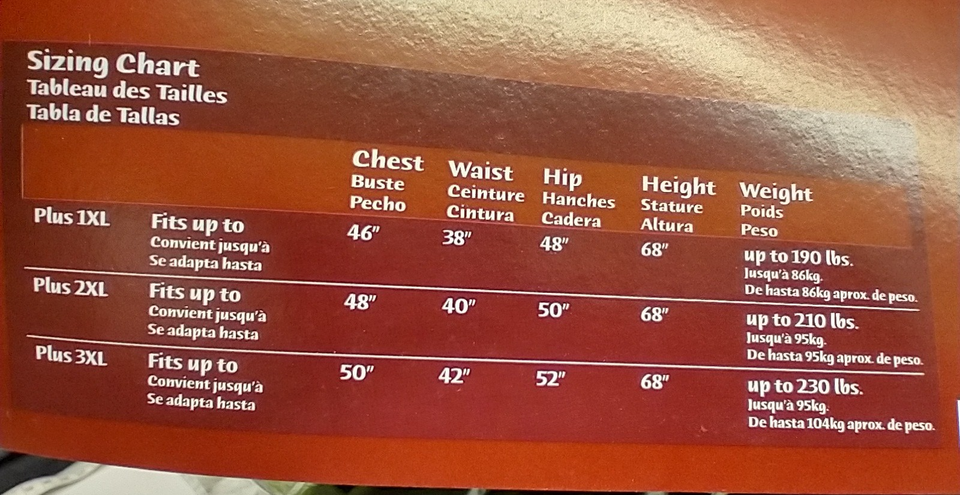 Sizing Chart
Tableau des Tailles
Tabla de Tallas
Chest Waist Hip Height Weight
Buste Ceinture Hanches Stature Poids
Pecho Cintura Cadera Altura Peso
Plus 1XL Fits up to 46" 38" 48" 68" up to 190 lbs.
Convient jusqu'à Jusqu'à 86kg.
Se adapta hasta De hasta 86kg aprox. de peso.
Plus 2XL Fits up to 48" 40" 50" 68" up to 210 lbs.
Convient jusqu'à Jusqu'à 95kg.
Se adapta hasta De hasta 95kg aprox. de peso.
Plus 3XL Fits up to 50" 42" 52" 68" up to 230 lbs.
Convient jusqu'à Jusqu'à 95kg.
Se adapta hasta De hasta 104kg aprox. de peso.